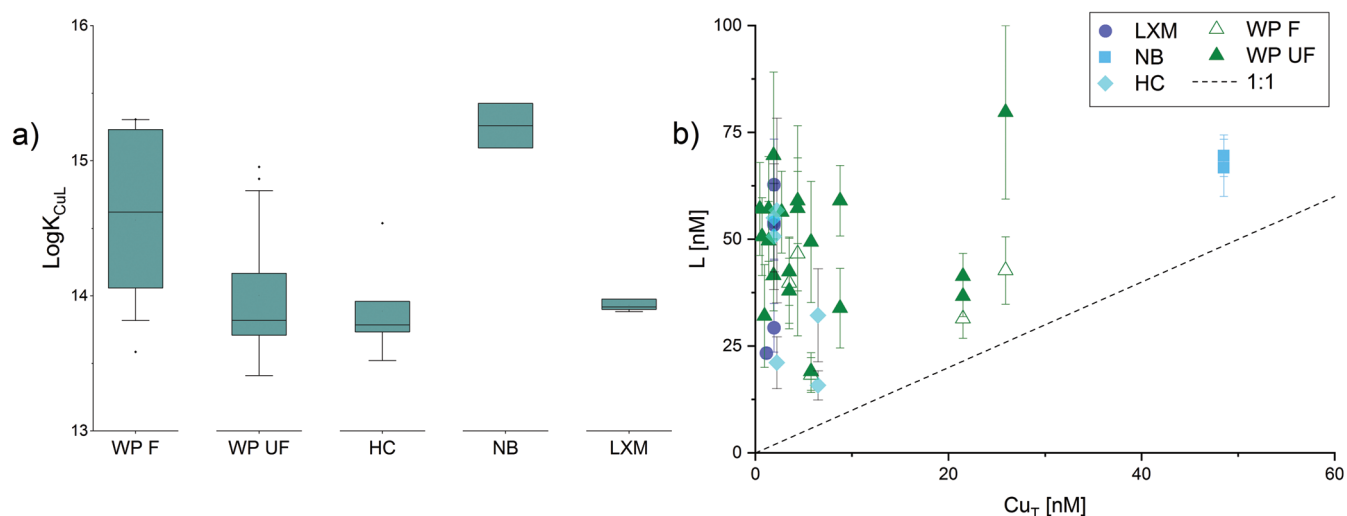 a)
LogK_CuL
16
15
14
13
WP F WP UF HC NB LXM
b)
L [nM]
100
75
50
25
0
0 20 40 60
Cu_T [nM]
LXM WP F
NB WP UF
HC 1:1